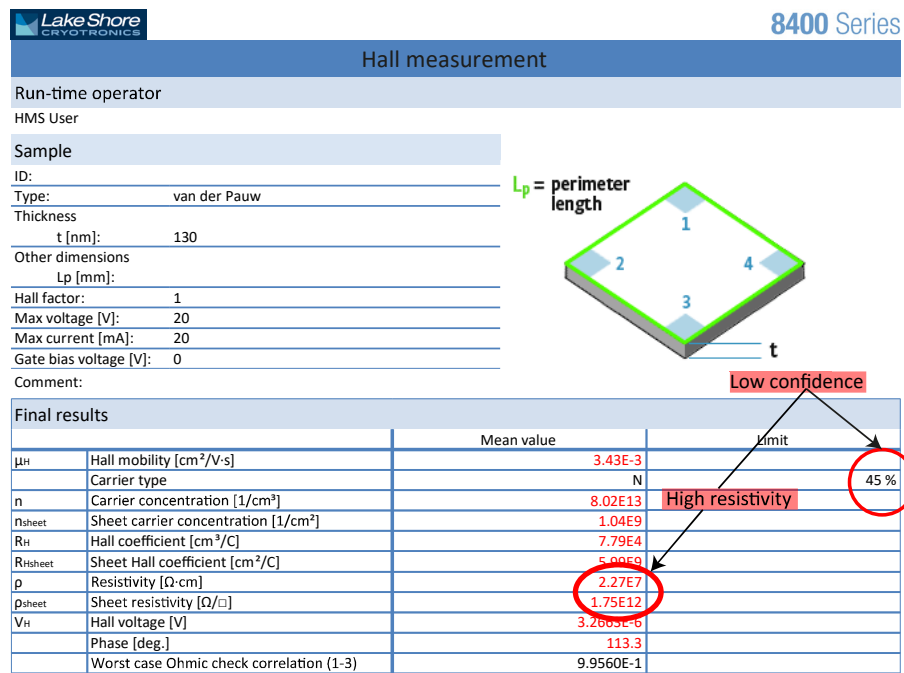 Lake Shore
CRYOTRONICS
8400 Series
Hall measurement
Run-time operator
HMS User
Sample
ID:
Type: van der Pauw
Thickness
t [nm]: 130
Other dimensions
Lp [mm]:
Hall factor: 1
Max voltage [V]: 20
Max current [mA]: 20
Gate bias voltage [V]: 0
Comment:
Lp = perimeter
length
1
2 4
3
t
Low confidence
Final results
Mean value Limit
μH Hall mobility [cm²/V·s] 3.43E-3
Carrier type N 45 %
n Carrier concentration [1/cm³] 8.02E13
High resistivity
nsheet Sheet carrier concentration [1/cm²] 1.04E9
RH Hall coefficient [cm³/C] 7.79E4
RHsheet Sheet Hall coefficient [cm²/C] 5.99E9
ρ Resistivity [Ω·cm] 2.27E7
ρsheet Sheet resistivity [Ω/□] 1.75E12
VH Hall voltage [V] 3.2663E-6
Phase [deg.] 113.3
Worst case Ohmic check correlation (1-3) 9.9560E-1